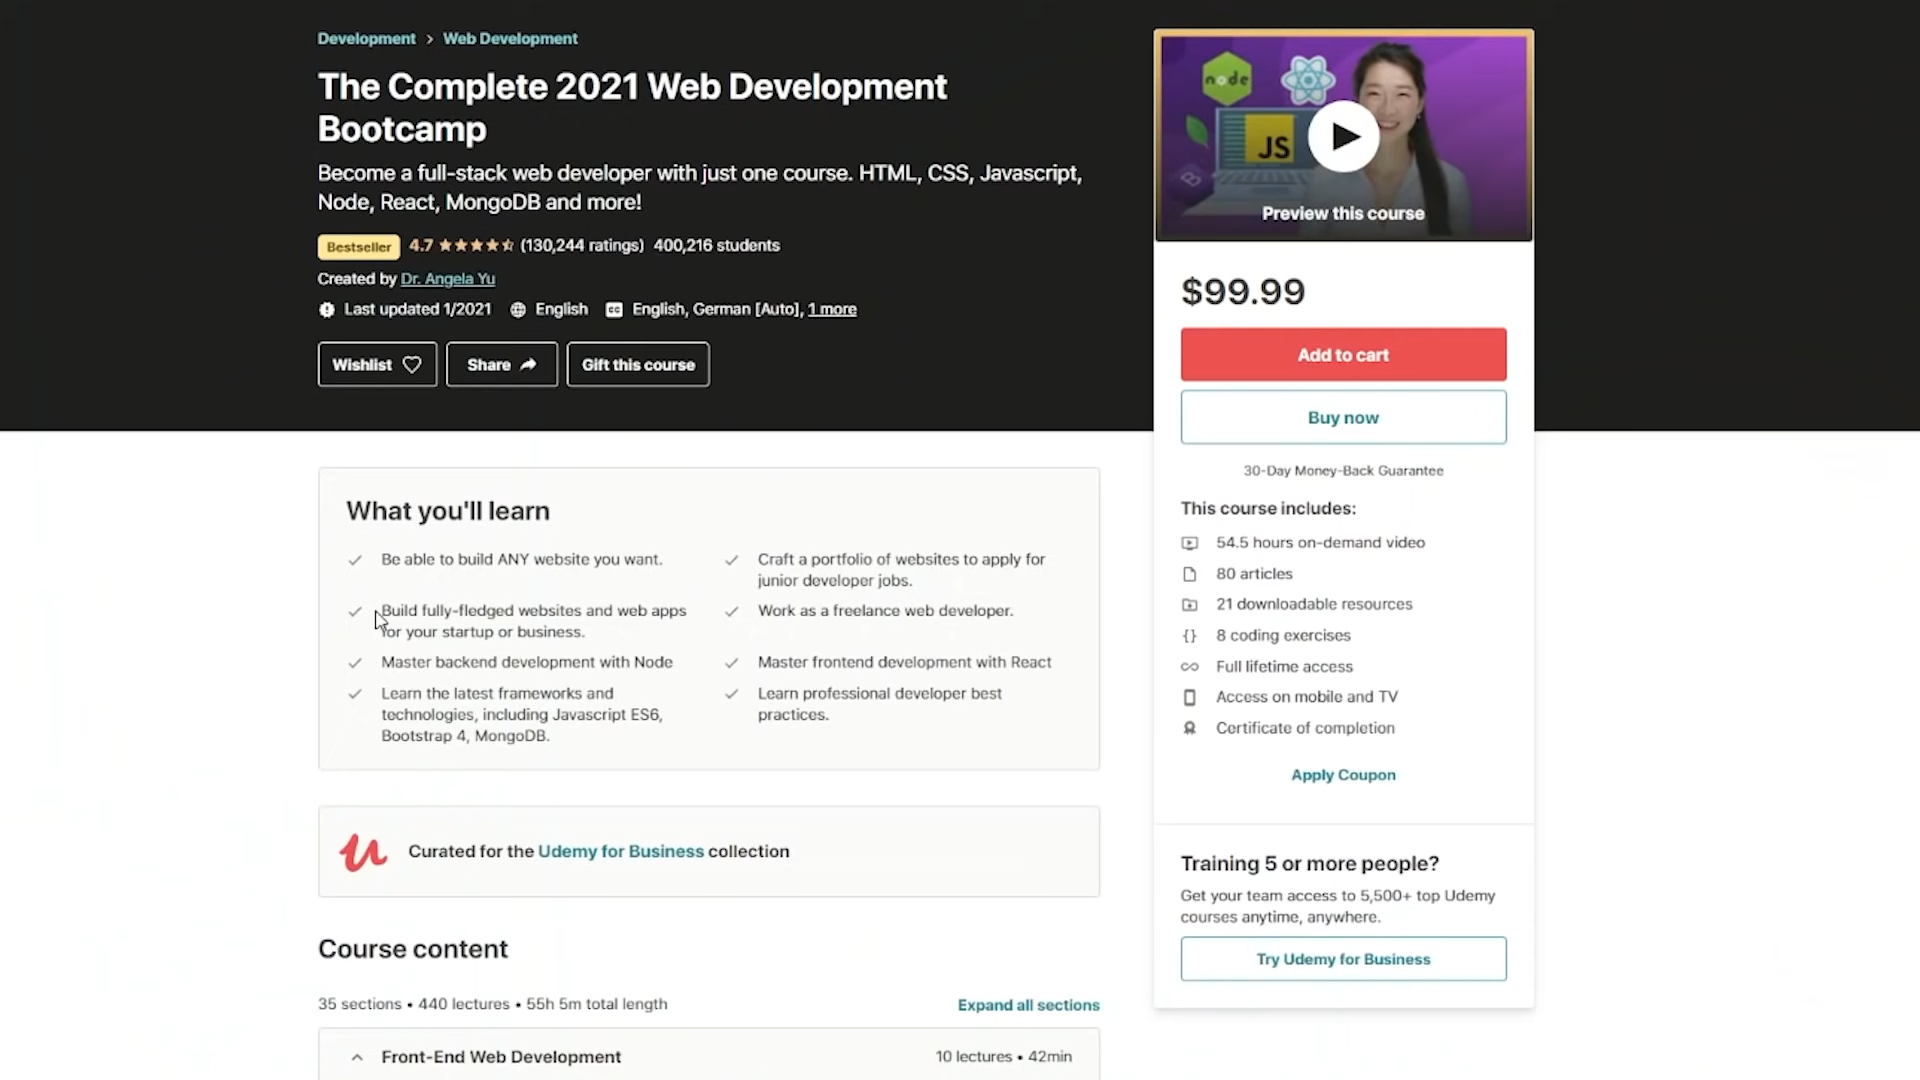 Development > Web Development
The Complete 2021 Web Development
Bootcamp
Become a full-stack web developer with just one course. HTML, CSS, Javascript,
Node, React, MongoDB and more!
Bestseller 4.7 (130,244 ratings) 400,216 students
Created by Dr. Angela Yu
Last updated 1/2021 English CC English, German [Auto], 1 more
Wishlist Share Gift this course
What you'll learn
Be able to build ANY website you want.
Build fully-fledged websites and web apps
for your startup or business.
Master backend development with Node
Learn the latest frameworks and
technologies, including Javascript ES6,
Bootstrap 4, MongoDB.
Craft a portfolio of websites to apply for
junior developer jobs.
Work as a freelance web developer.
Master frontend development with React
Learn professional developer best
practices.
Curated for the Udemy for Business collection
Course content
35 sections • 440 lectures • 55h 5m total length
Expand all sections
Front-End Web Development
10 lectures • 42min
node
JS
B
Preview this course
$99.99
Add to cart
Buy now
30-Day Money-Back Guarantee
This course includes:
54.5 hours on-demand video
80 articles
21 downloadable resources
{} 8 coding exercises
Full lifetime access
Access on mobile and TV
Certificate of completion
Apply Coupon
Training 5 or more people?
Get your team access to 5,500+ top Udemy
courses anytime, anywhere.
Try Udemy for Business